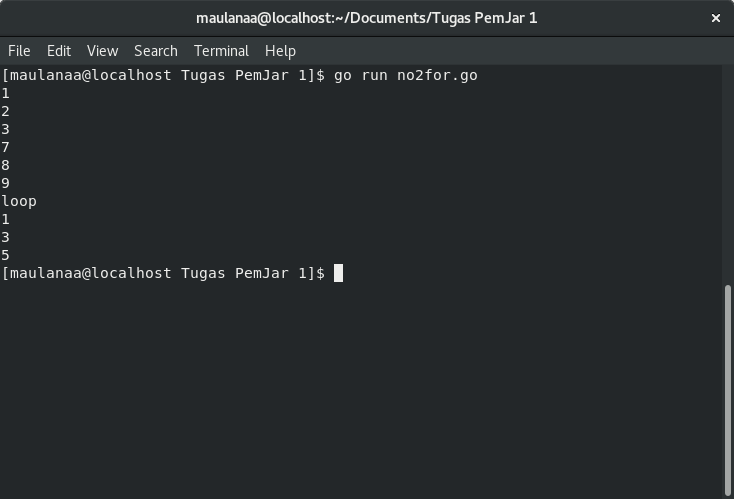 maulanaa@localhost:~/Documents/Tugas PemJar 1
File Edit View Search Terminal Help
[maulanaa@localhost Tugas PemJar 1]$ go run no2for.go
1
2
3
7
8
9
loop
1
3
5
[maulanaa@localhost Tugas PemJar 1]$